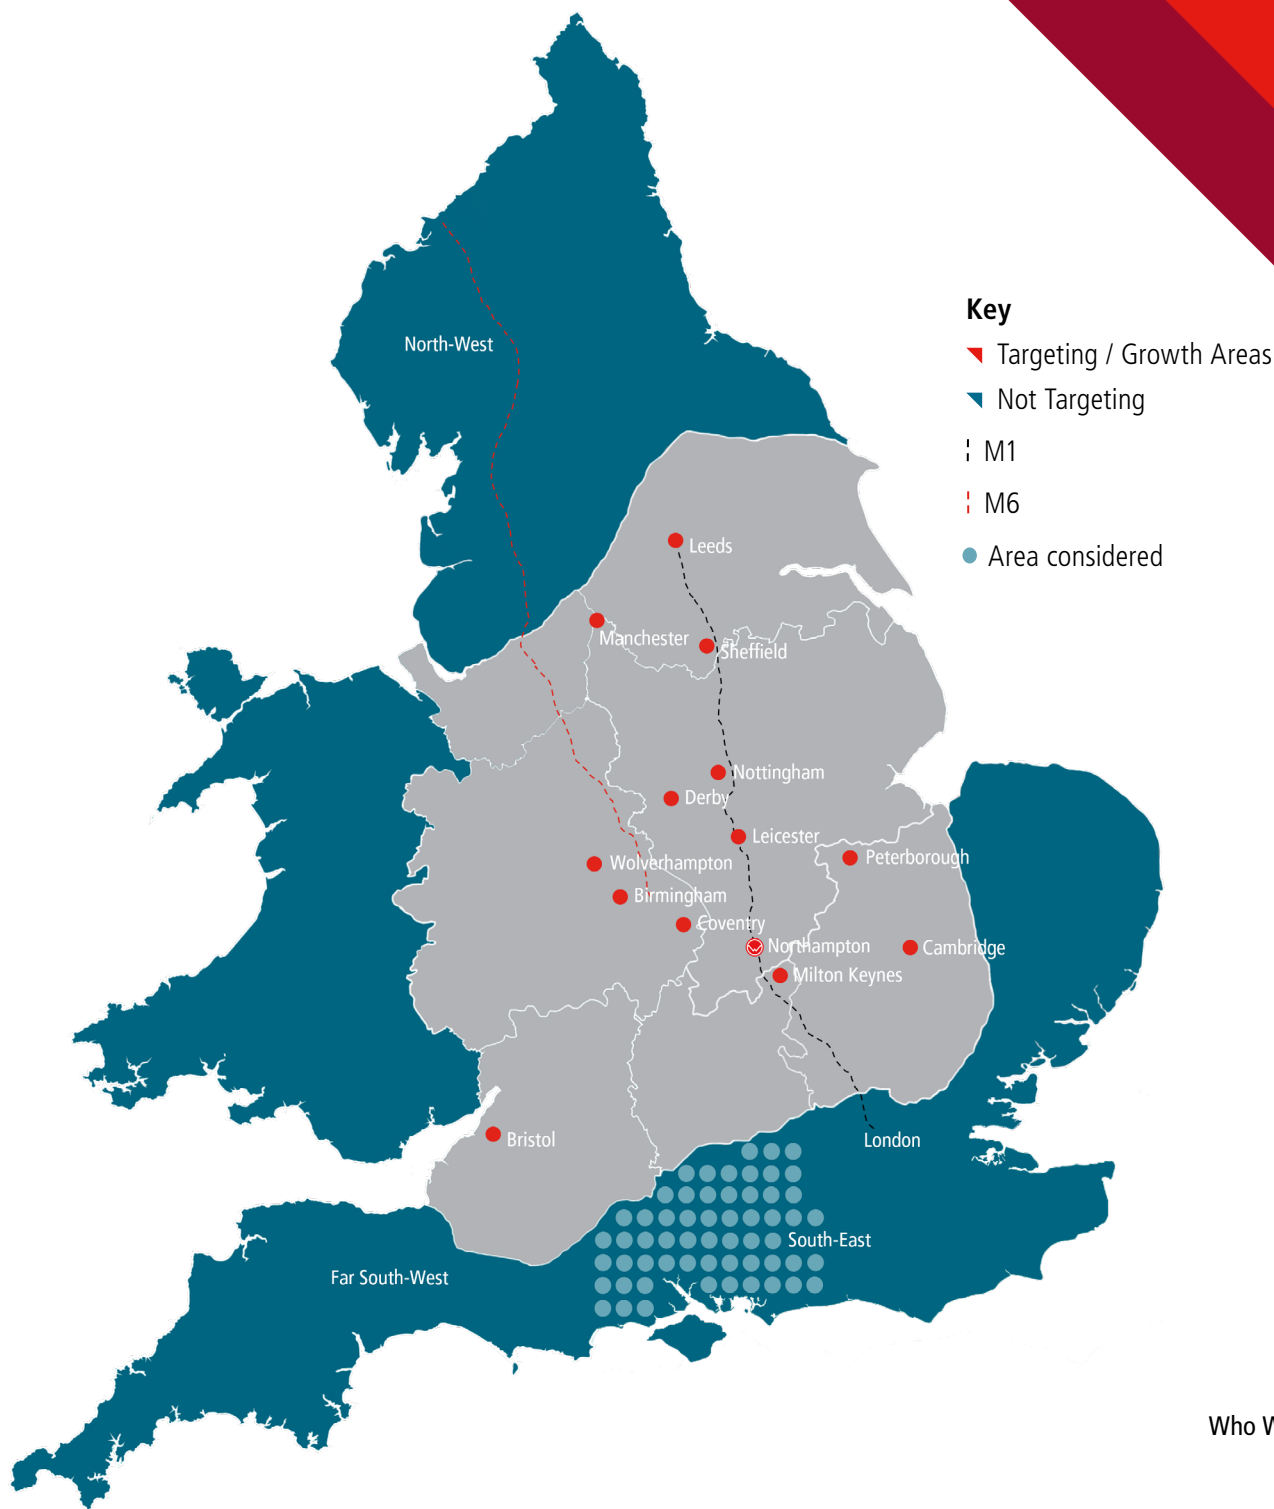 Key
Targeting / Growth Areas
Not Targeting
M1
M6
Area considered
North-West
Leeds
Manchester
Sheffield
Nottingham
Derby
Leicester
Wolverhampton
Peterborough
Birmingham
Coventry
Northampton
Cambridge
Milton Keynes
Bristol
London
South-East
Far South-West
Who W